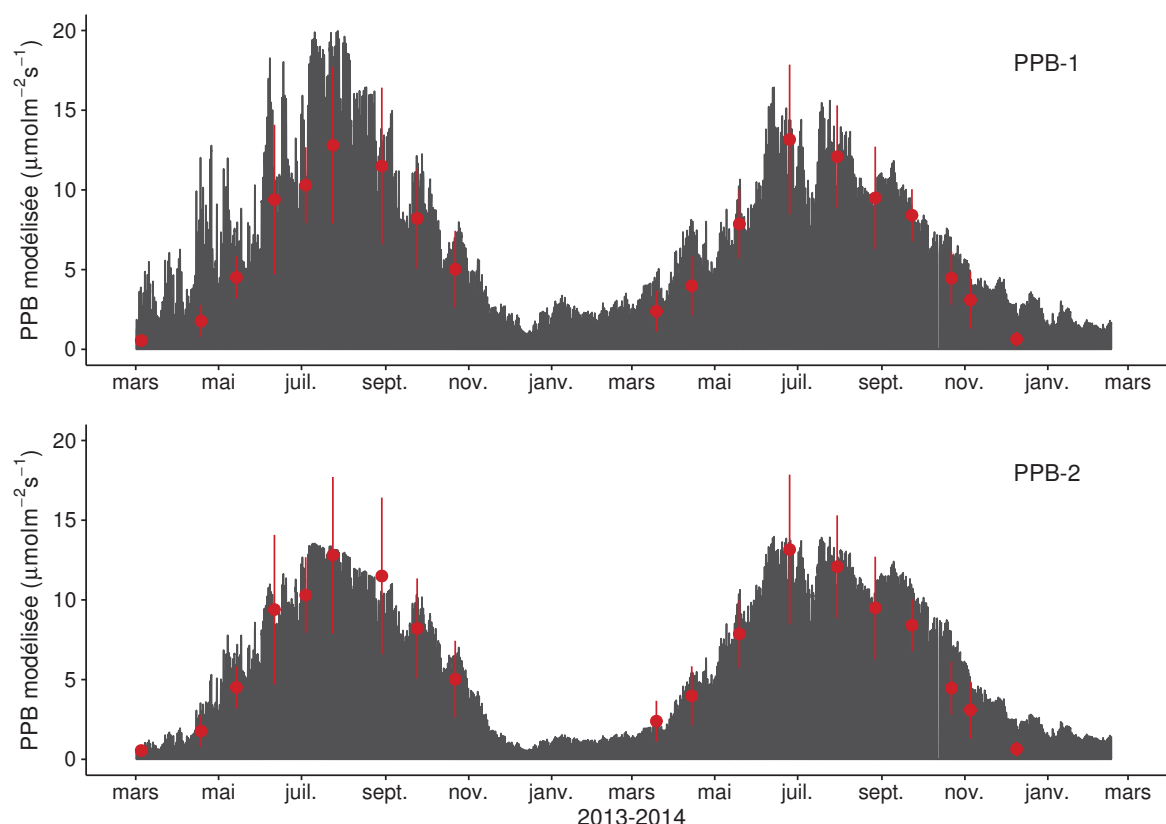 PPB modélisée (μmolm⁻²s⁻¹)
20
15
10
5
0
PPB-1
mars mai juil. sept. nov. janv. mars mai juil. sept. nov. janv. mars
PPB modélisée (μmolm⁻²s⁻¹)
20
15
10
5
0
PPB-2
mars mai juil. sept. nov. janv. mars mai juil. sept. nov. janv. mars
2013-2014